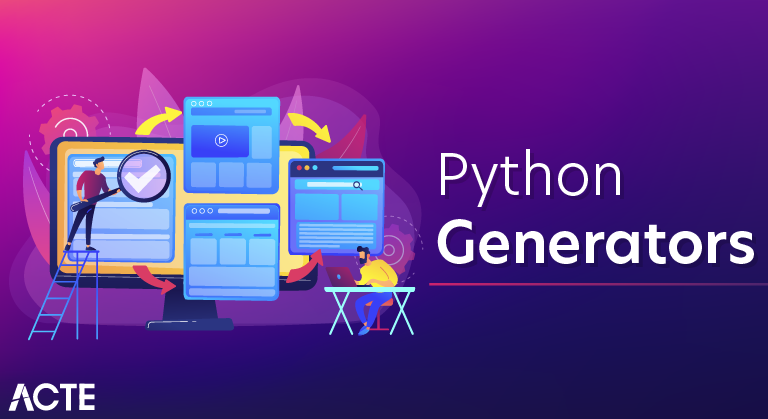 Python
Generators
ACTE